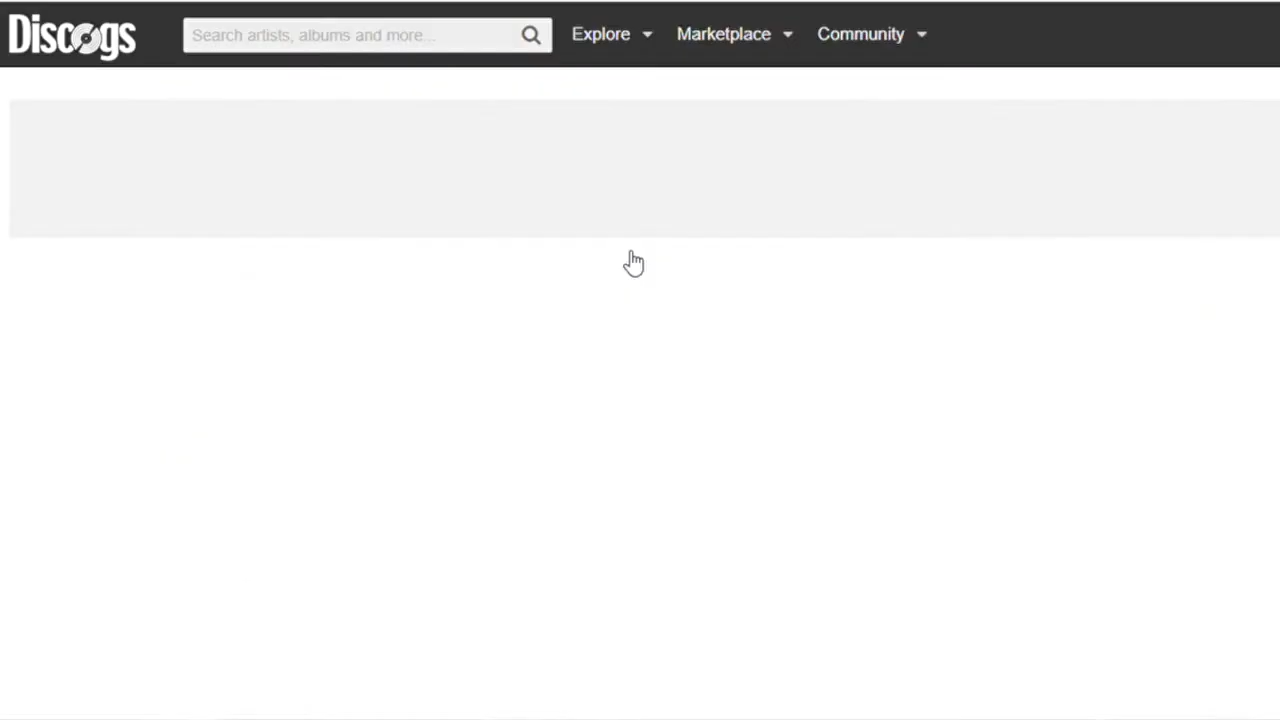 Discogs
Search artists, albums and more...
Explore
Marketplace
Community